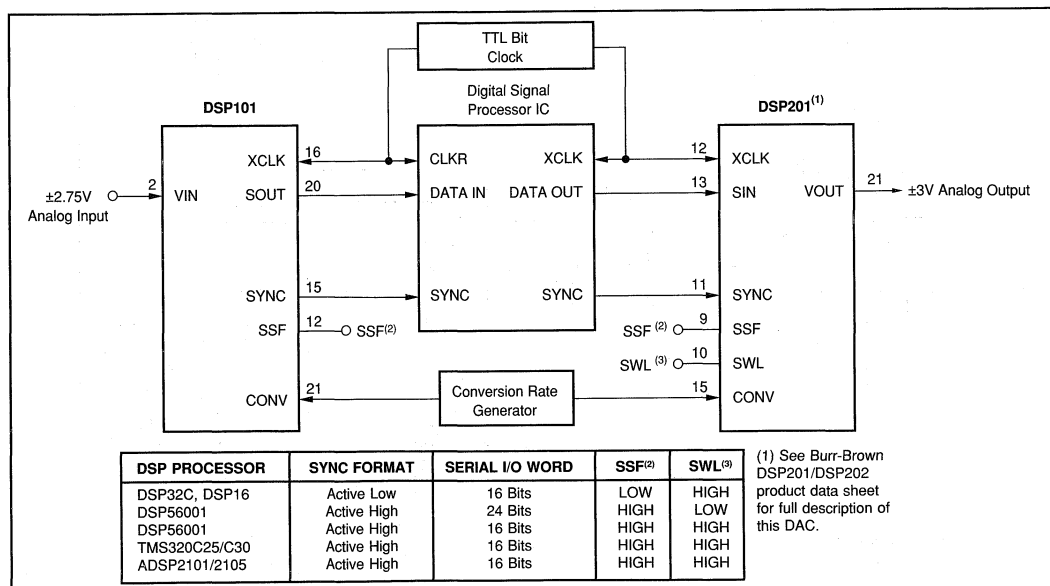 TTL Bit
Clock
Digital Signal
Processor IC
DSP101
DSP201(1)
XCLK
16
CLKR
XCLK
12
XCLK
±2.75V
Analog Input
2
VIN
SOUT
20
DATA IN
DATA OUT
13
SIN
VOUT
21
±3V Analog Output
SYNC
15
SYNC
SYNC
11
SYNC
SSF
12
SSF(2)
SSF (2)
9
SSF
SWL (3)
10
SWL
CONV
21
Conversion Rate
Generator
15
CONV
DSP PROCESSOR SYNC FORMAT SERIAL I/O WORD SSF(2) SWL(3)
DSP32C, DSP16 Active Low 16 Bits LOW HIGH
DSP56001 Active High 24 Bits HIGH LOW
DSP56001 Active High 16 Bits HIGH HIGH
TMS320C25/C30 Active High 16 Bits HIGH HIGH
ADSP2101/2105 Active High 16 Bits HIGH HIGH
(1) See Burr-Brown
DSP201/DSP202
product data sheet
for full description of
this DAC.